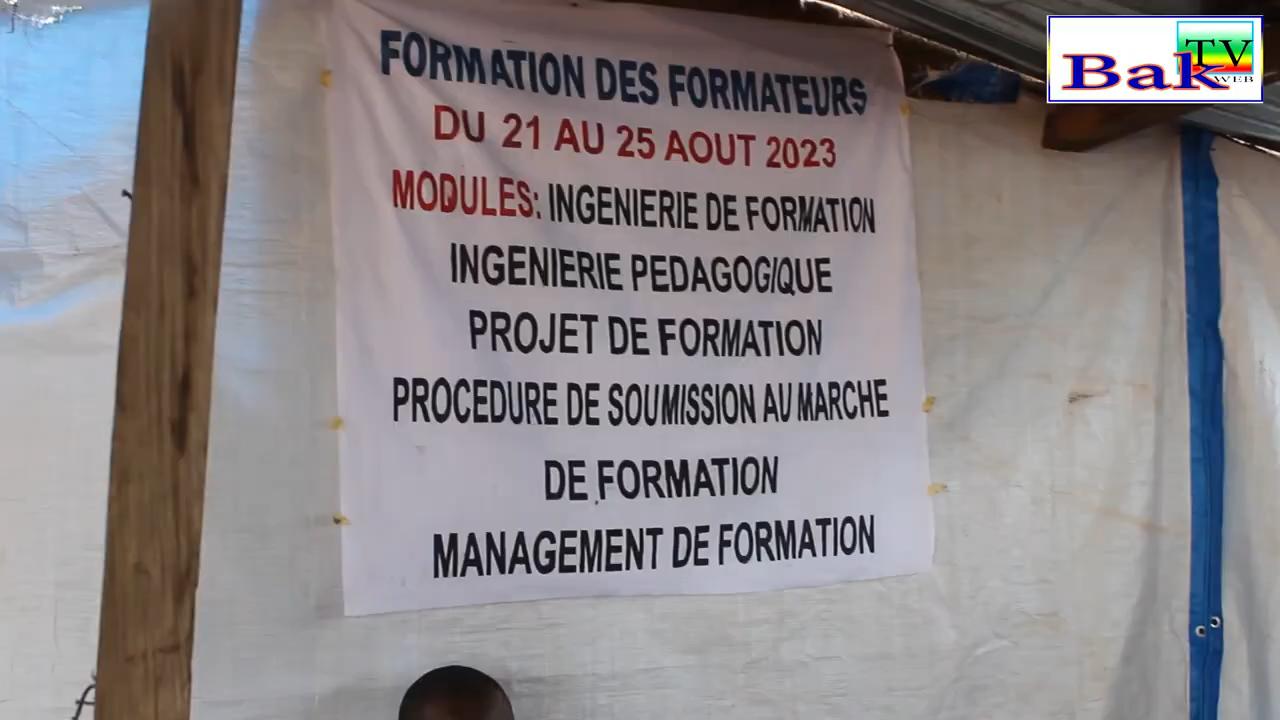 Bak TV
WEB
FORMATION DES FORMATEURS
DU 21 AU 25 AOUT 2023
MODULES: INGENIERIE DE FORMATION
INGENIERIE PEDAGOGIQUE
PROJET DE FORMATION
PROCEDURE DE SOUMISSION AU MARCHE
DE FORMATION
MANAGEMENT DE FORMATION